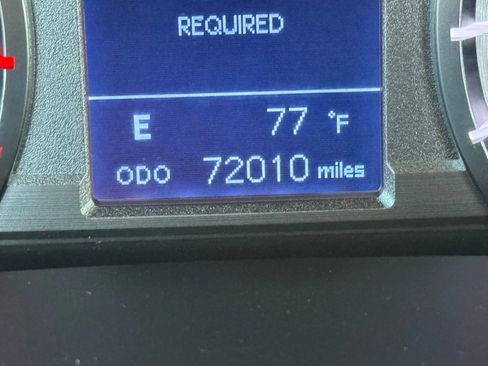 REQUIRED
E 77 °F
ODO 72010 miles